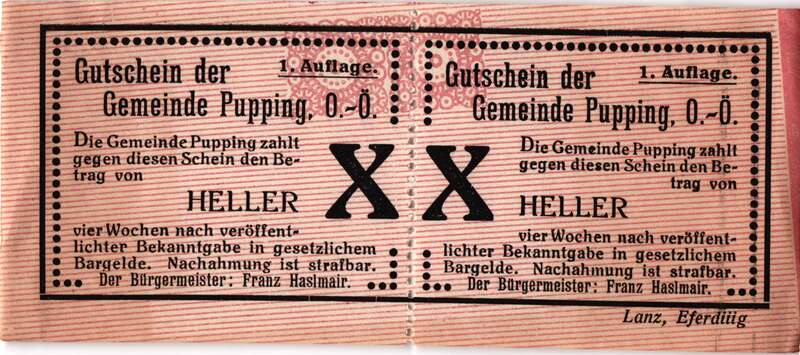 Gutschein der 1. Auflage.
Gemeinde Pupping, O.-Ö.
Die Gemeinde Pupping zahlt
gegen diesen Schein den Be-
trag von
HELLER X
vier Wochen nach veröffent-
lichter Bekanntgabe in gesetzlichem
Bargelde. Nachahmung ist strafbar.
Der Bürgermeister: Franz Haslmair.
Gutschein der 1. Auflage.
Gemeinde Pupping, O.-Ö.
Die Gemeinde Pupping zahlt
gegen diesen Schein den Be-
trag von
X HELLER
vier Wochen nach veröffent-
lichter Bekanntgabe in gesetzlichem
Bargelde. Nachahmung ist strafbar.
Der Bürgermeister: Franz Haslmair.
Lanz, Eferdiiig